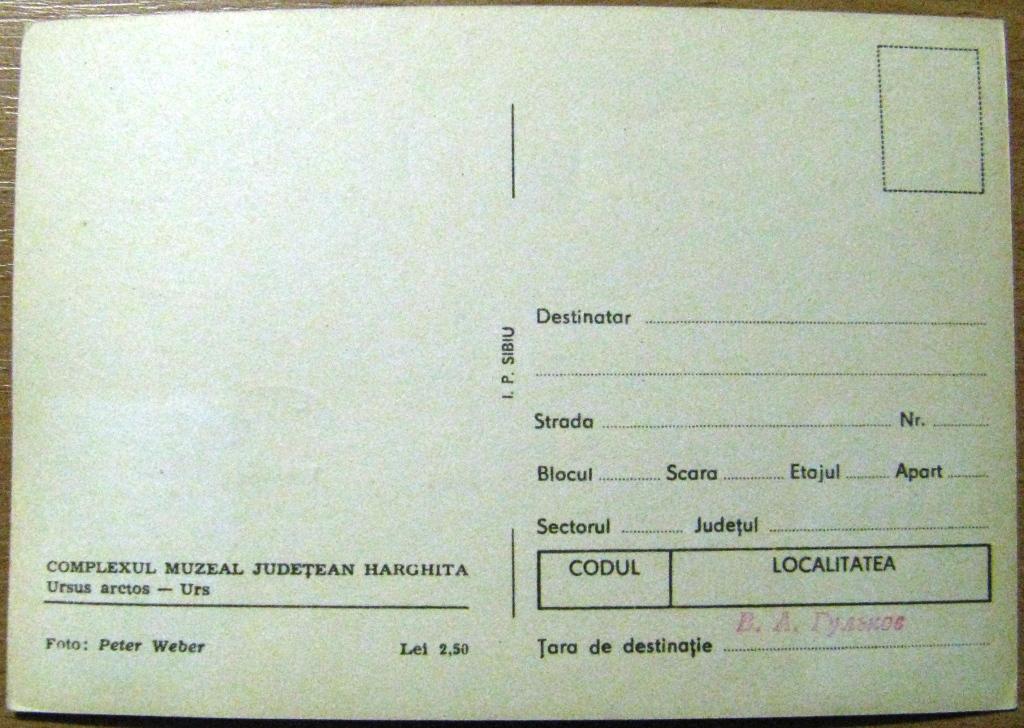 COMPLEXUL MUZEAL JUDEȚEAN HARGHITA
Ursus arctos — Urs
Foto: Peter Weber Lei 2,50
I. P. SIBIU
Destinatar
Strada Nr.
Blocul Scara Etajul Apart
Sectorul Județul
CODUL LOCALITATEA
В. А. Гульков
Țara de destinație